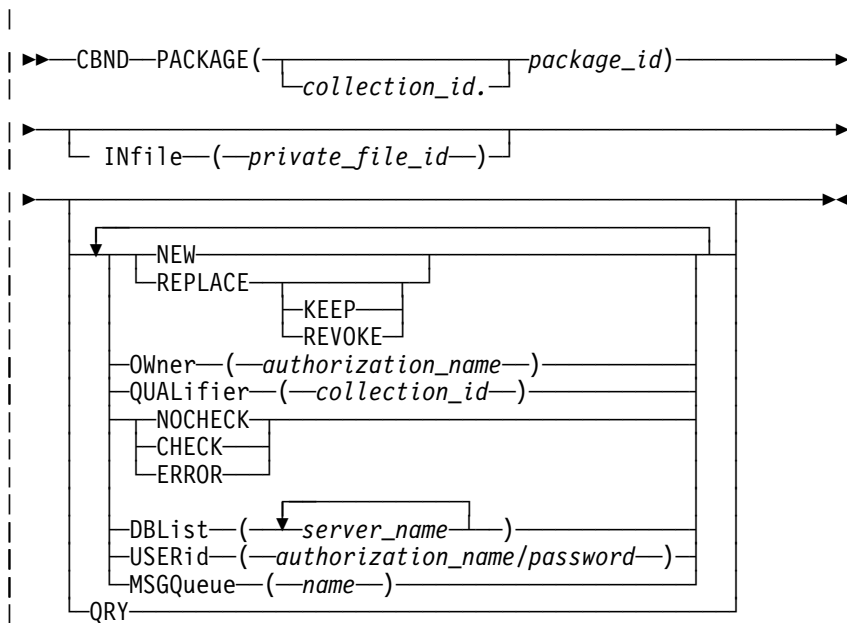 CBND PACKAGE( package_id)
collection_id.
INfile ( private_file_id )
NEW
REPLACE
KEEP
REVOKE
OWner ( authorization_name )
QUALifier ( collection_id )
NOCHECK
CHECK
ERROR
DBList ( server_name )
USERid ( authorization_name/password )
MSGQueue ( name )
QRY